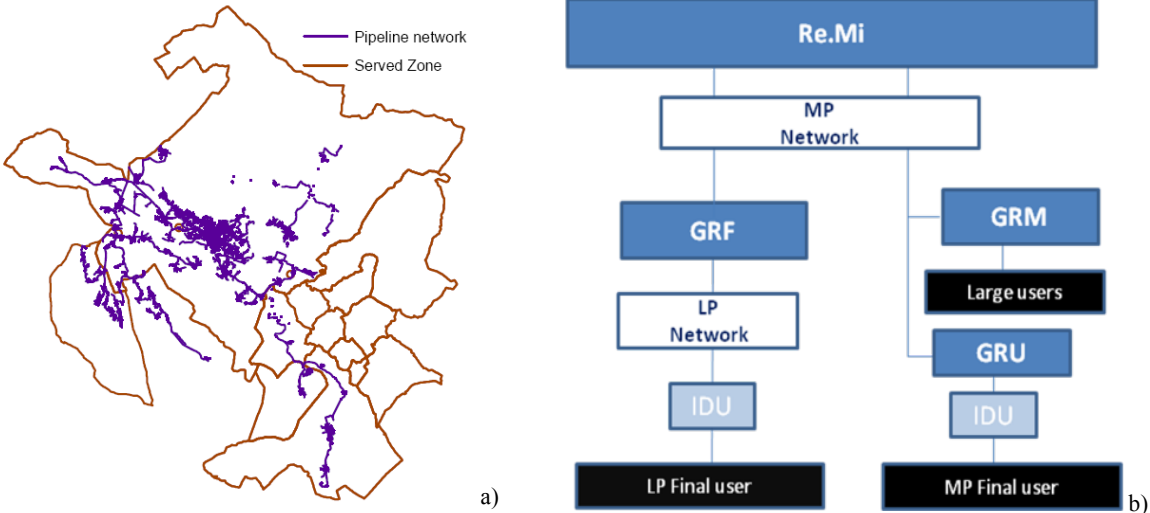 Pipeline network
Served Zone
a)
Re.Mi
MP
Network
GRF
GRM
Large users
LP
Network
GRU
IDU
IDU
LP Final user
MP Final user
b)